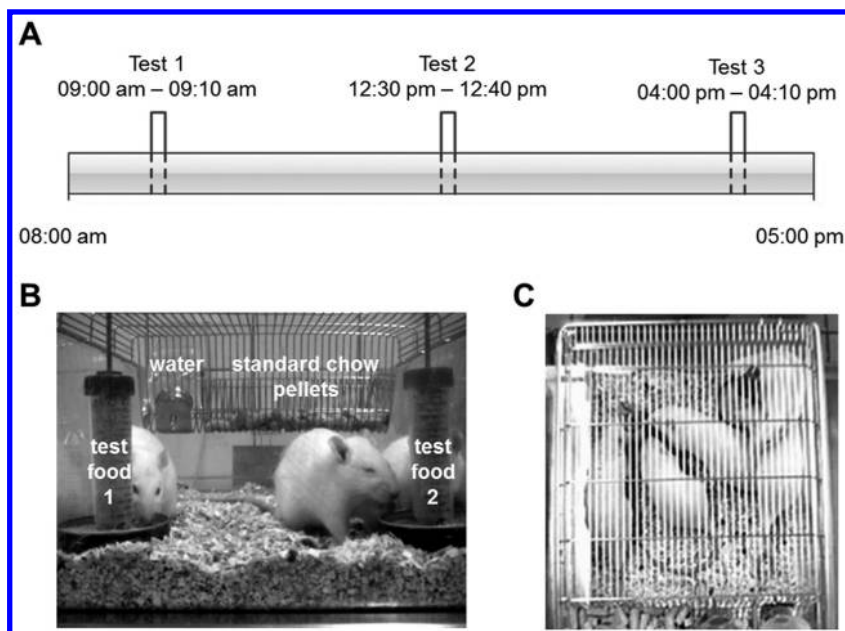 A
Test 1
09:00 am – 09:10 am
Test 2
12:30 pm – 12:40 pm
Test 3
04:00 pm – 04:10 pm
08:00 am
05:00 pm
B
water
standard chow
pellets
test
food
1
test
food
2
C